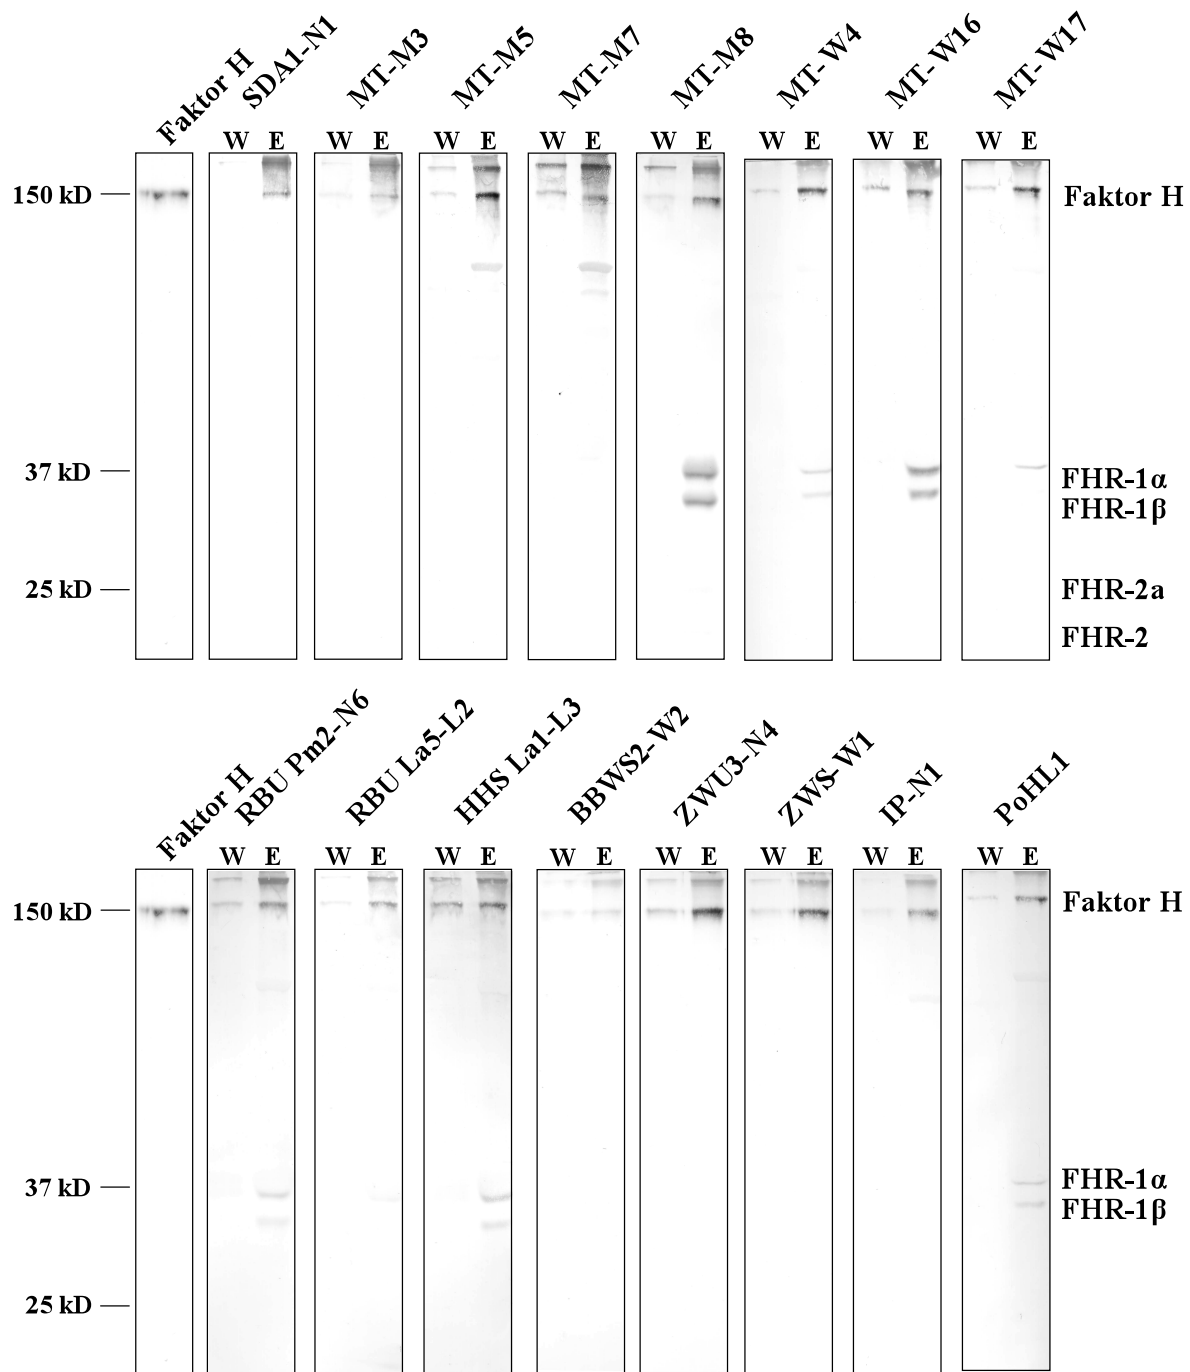 Faktor H
SDA1-N1
MT-M3
MT-M5
MT-M7
MT-M8
MT-W4
MT-W16
MT-W17
W E W E W E W E W E W E W E W E
150 kD
Faktor H
37 kD
FHR-1α
FHR-1β
25 kD
FHR-2a
FHR-2
Faktor H
RBU Pm2-N6
RBU La5-L2
HHS La1-L3
BBWS2-W2
ZWU3-N4
ZWS-W1
IP-N1
PoHL1
W E W E W E W E W E W E W E W E
150 kD
Faktor H
37 kD
FHR-1α
FHR-1β
25 kD